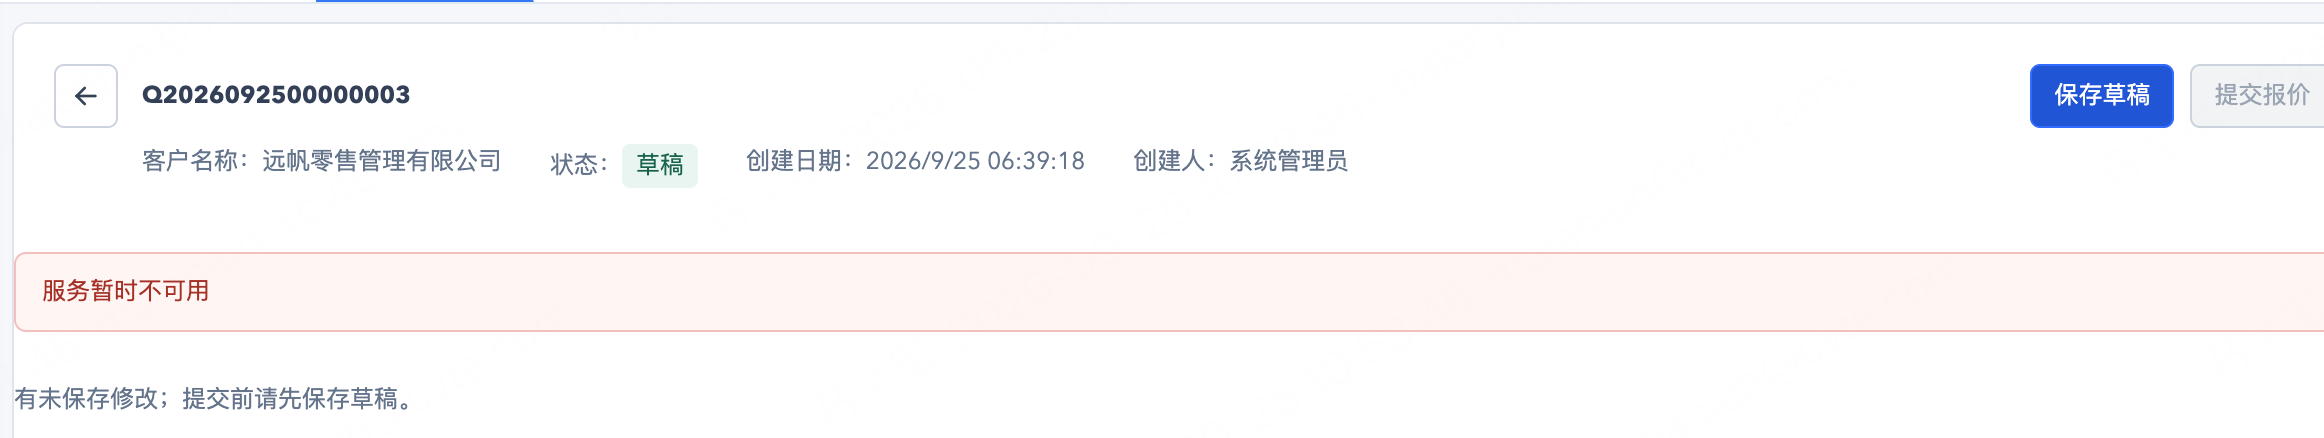 Q2026092500000003
保存草稿
提交报价
客户名称：远帆零售管理有限公司 状态：草稿 创建日期：2026/9/25 06:39:18 创建人：系统管理员
服务暂时不可用
有未保存修改；提交前请先保存草稿。